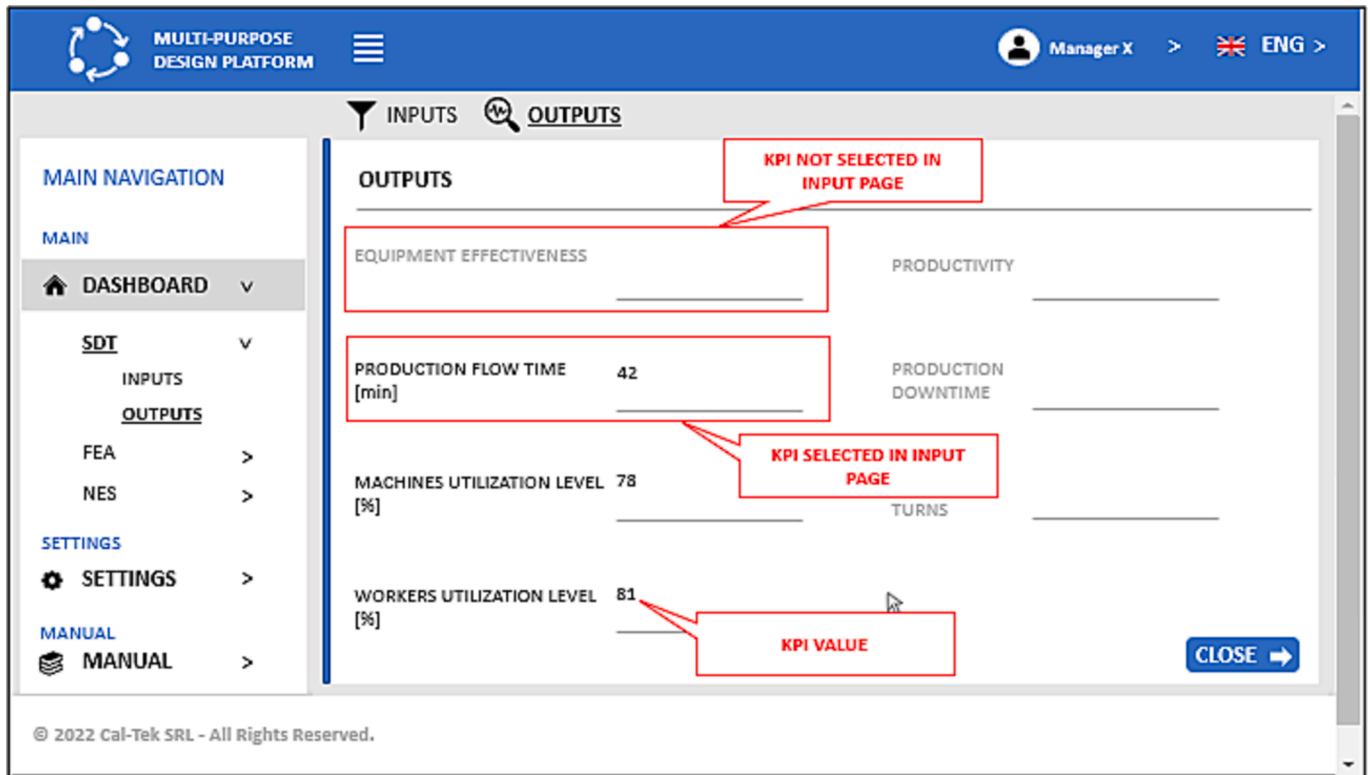 MULTI-PURPOSE
DESIGN PLATFORM
Manager X > ENG >
INPUTS OUTPUTS
MAIN NAVIGATION
MAIN
DASHBOARD v
SDT v
INPUTS
OUTPUTS
FEA >
NES >
SETTINGS
SETTINGS >
MANUAL
MANUAL >
OUTPUTS
KPI NOT SELECTED IN
INPUT PAGE
EQUIPMENT EFFECTIVENESS
PRODUCTIVITY
PRODUCTION FLOW TIME 42
[min]
PRODUCTION
DOWNTIME
KPI SELECTED IN INPUT
PAGE
MACHINES UTILIZATION LEVEL 78
[%]
TURNS
WORKERS UTILIZATION LEVEL 81
[%]
KPI VALUE
CLOSE
© 2022 Cal-Tek SRL - All Rights Reserved.